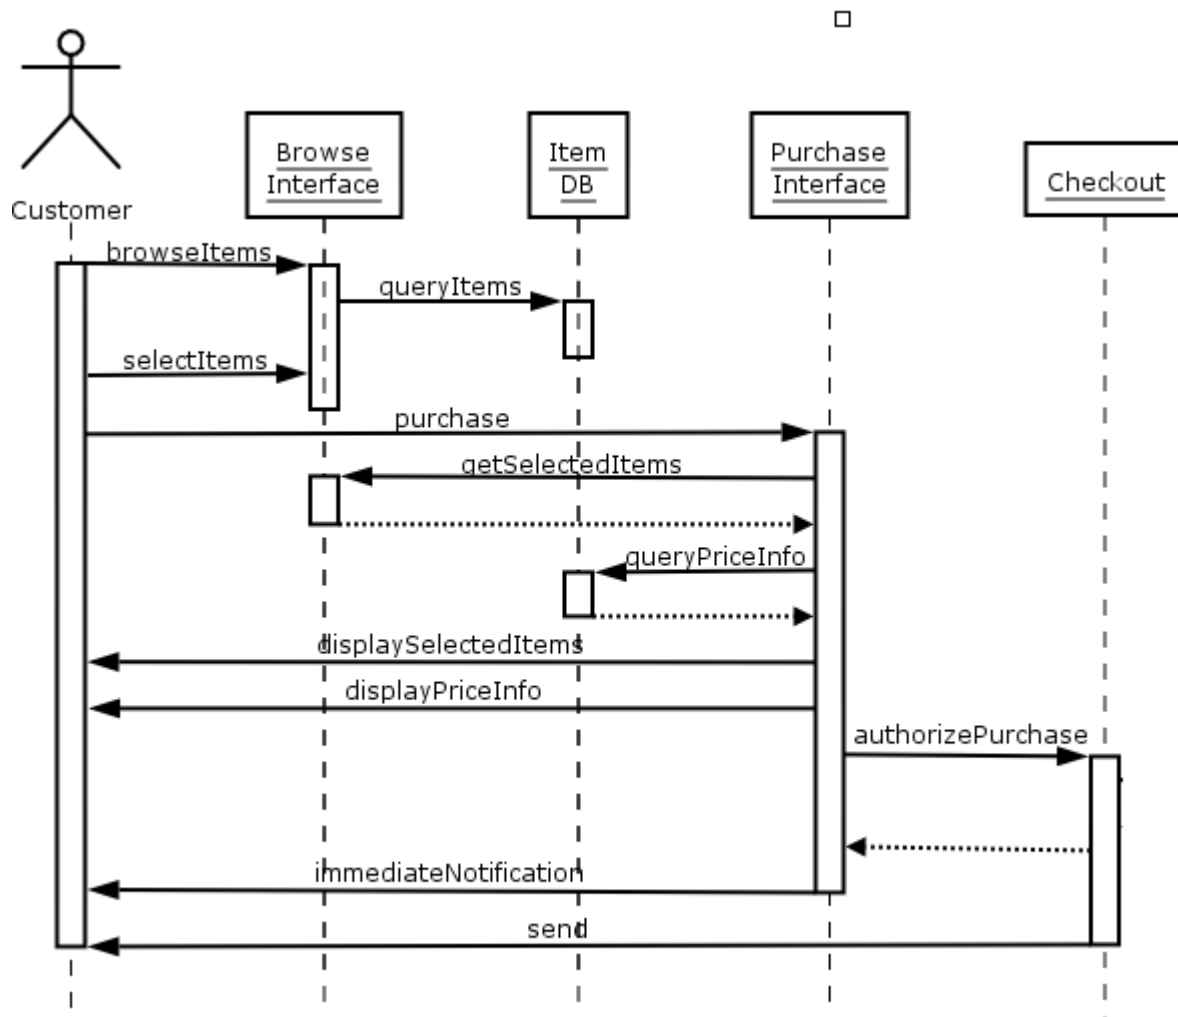 Browse
Interface
Item
DB
Purchase
Interface
Checkout
Customer
browseItems
queryItems
selectItems
purchase
getSelectedItems
queryPriceInfo
displaySelectedItems
displayPriceInfo
authorizePurchase
immediateNotification
send